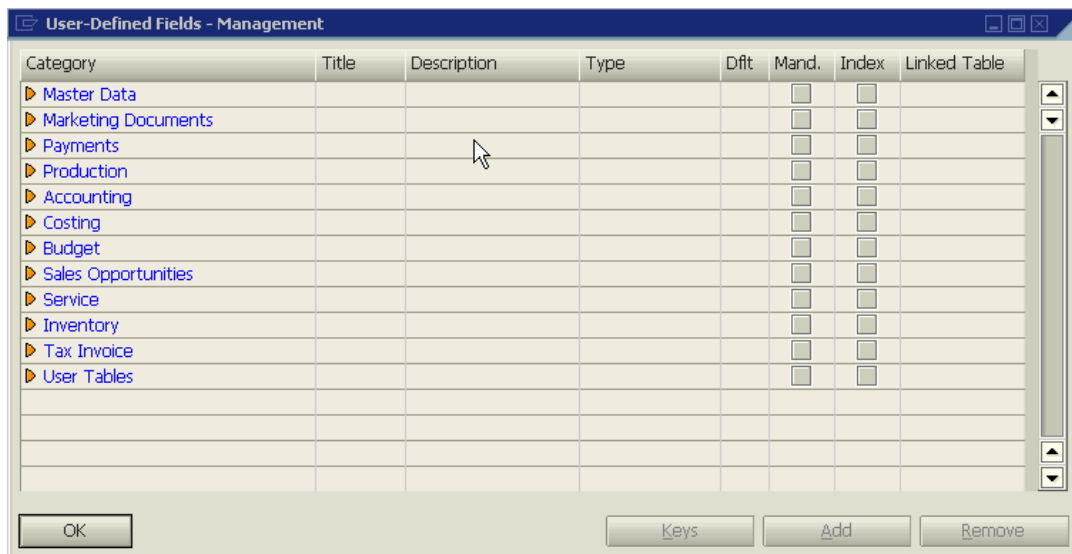 User-Defined Fields - Management
Category Title Description Type Dflt Mand. Index Linked Table
Master Data
Marketing Documents
Payments
Production
Accounting
Costing
Budget
Sales Opportunities
Service
Inventory
Tax Invoice
User Tables
OK Keys Add Remove